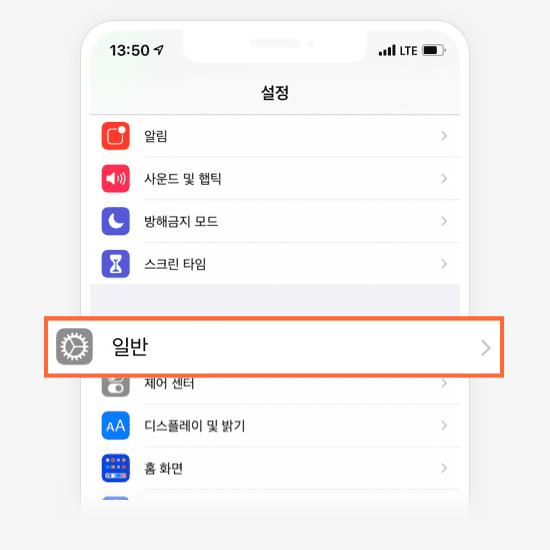 13:50 LTE
설정
알림
사운드 및 햅틱
방해금지 모드
스크린 타임
일반
제어 센터
AA 디스플레이 및 밝기
홈 화면